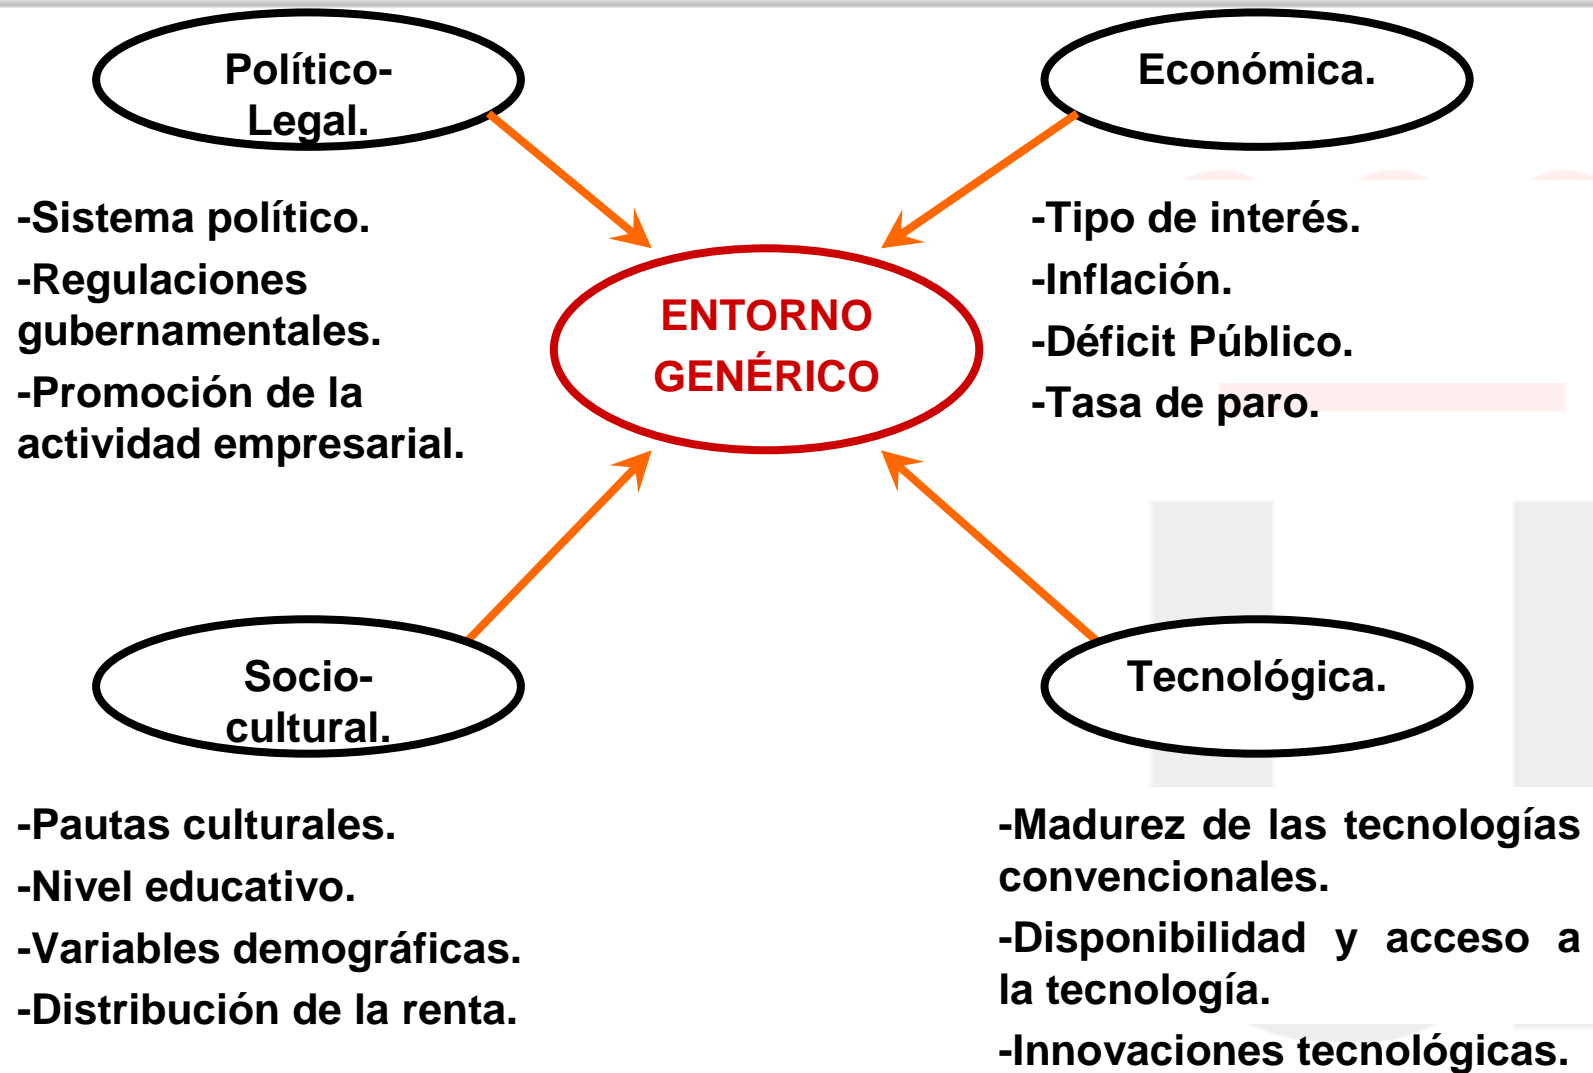 Político-
Legal.
-Sistema político.
-Regulaciones
gubernamentales.
-Promoción de la
actividad empresarial.
Económica.
-Tipo de interés.
-Inflación.
-Déficit Público.
-Tasa de paro.
ENTORNO
GENÉRICO
Socio-
cultural.
-Pautas culturales.
-Nivel educativo.
-Variables demográficas.
-Distribución de la renta.
Tecnológica.
-Madurez de las tecnologías
convencionales.
-Disponibilidad y acceso a
la tecnología.
-Innovaciones tecnológicas.